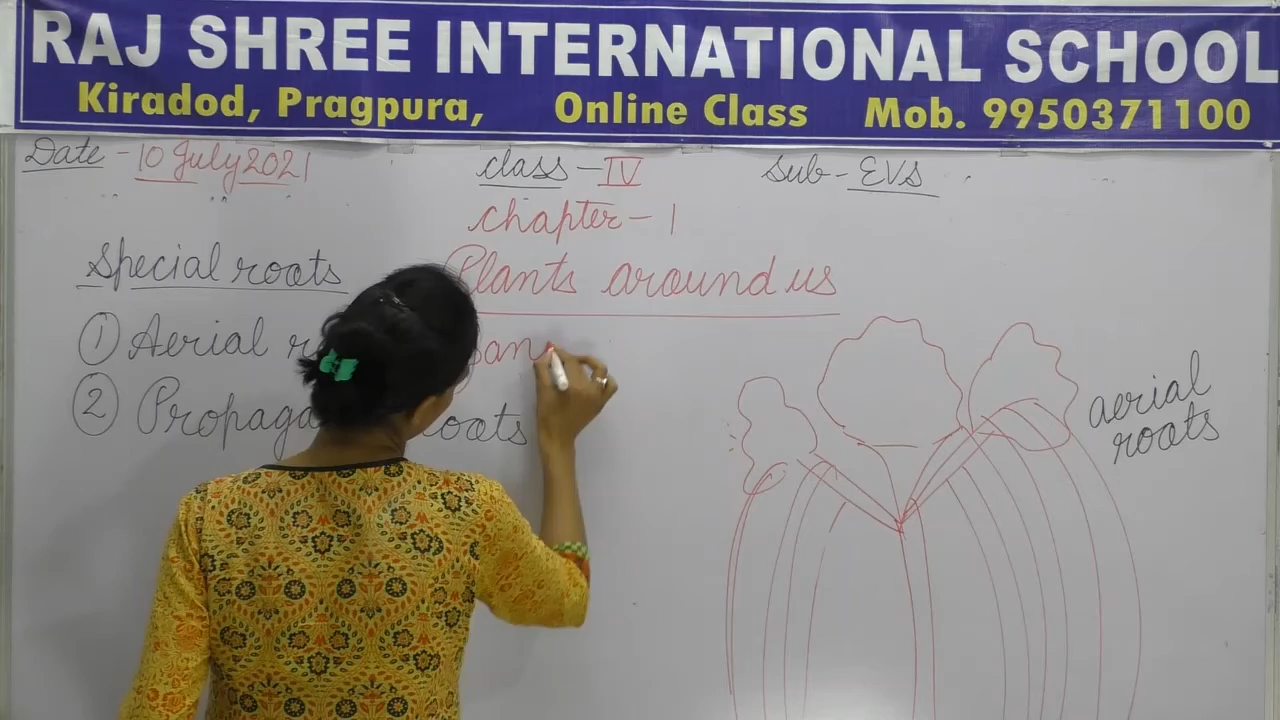 RAJ SHREE INTERNATIONAL SCHOOL
Kiradod, Pragpura, Online Class Mob. 9950371100
Date - 10 July 2021 class - IV Sub - EVS
chapter - 1
Special roots Plants around us
① Aerial
② roots
aerial
roots